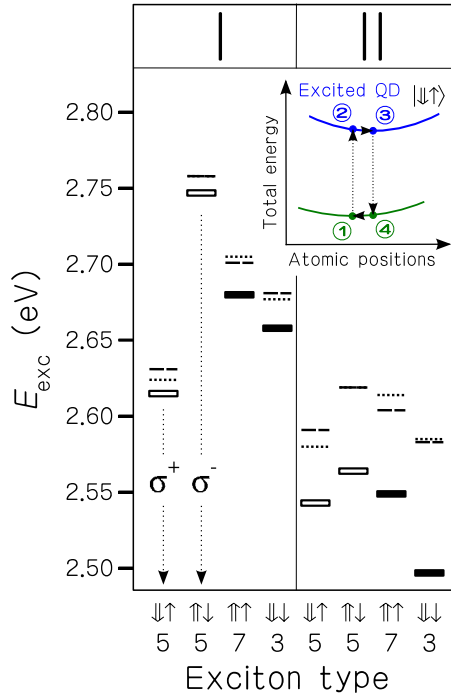 I II
2.80
2.75
2.70
2.65
2.60
2.55
2.50
E_exc (eV)
Excited QD |⇓↑⟩
② ③
① ④
Total energy
Atomic positions
σ⁺ σ⁻
⇓↑ ⇑↓ ⇑↑ ⇓↓ ⇓↑ ⇑↓ ⇑↑ ⇓↓
5 5 7 3 5 5 7 3
Exciton type